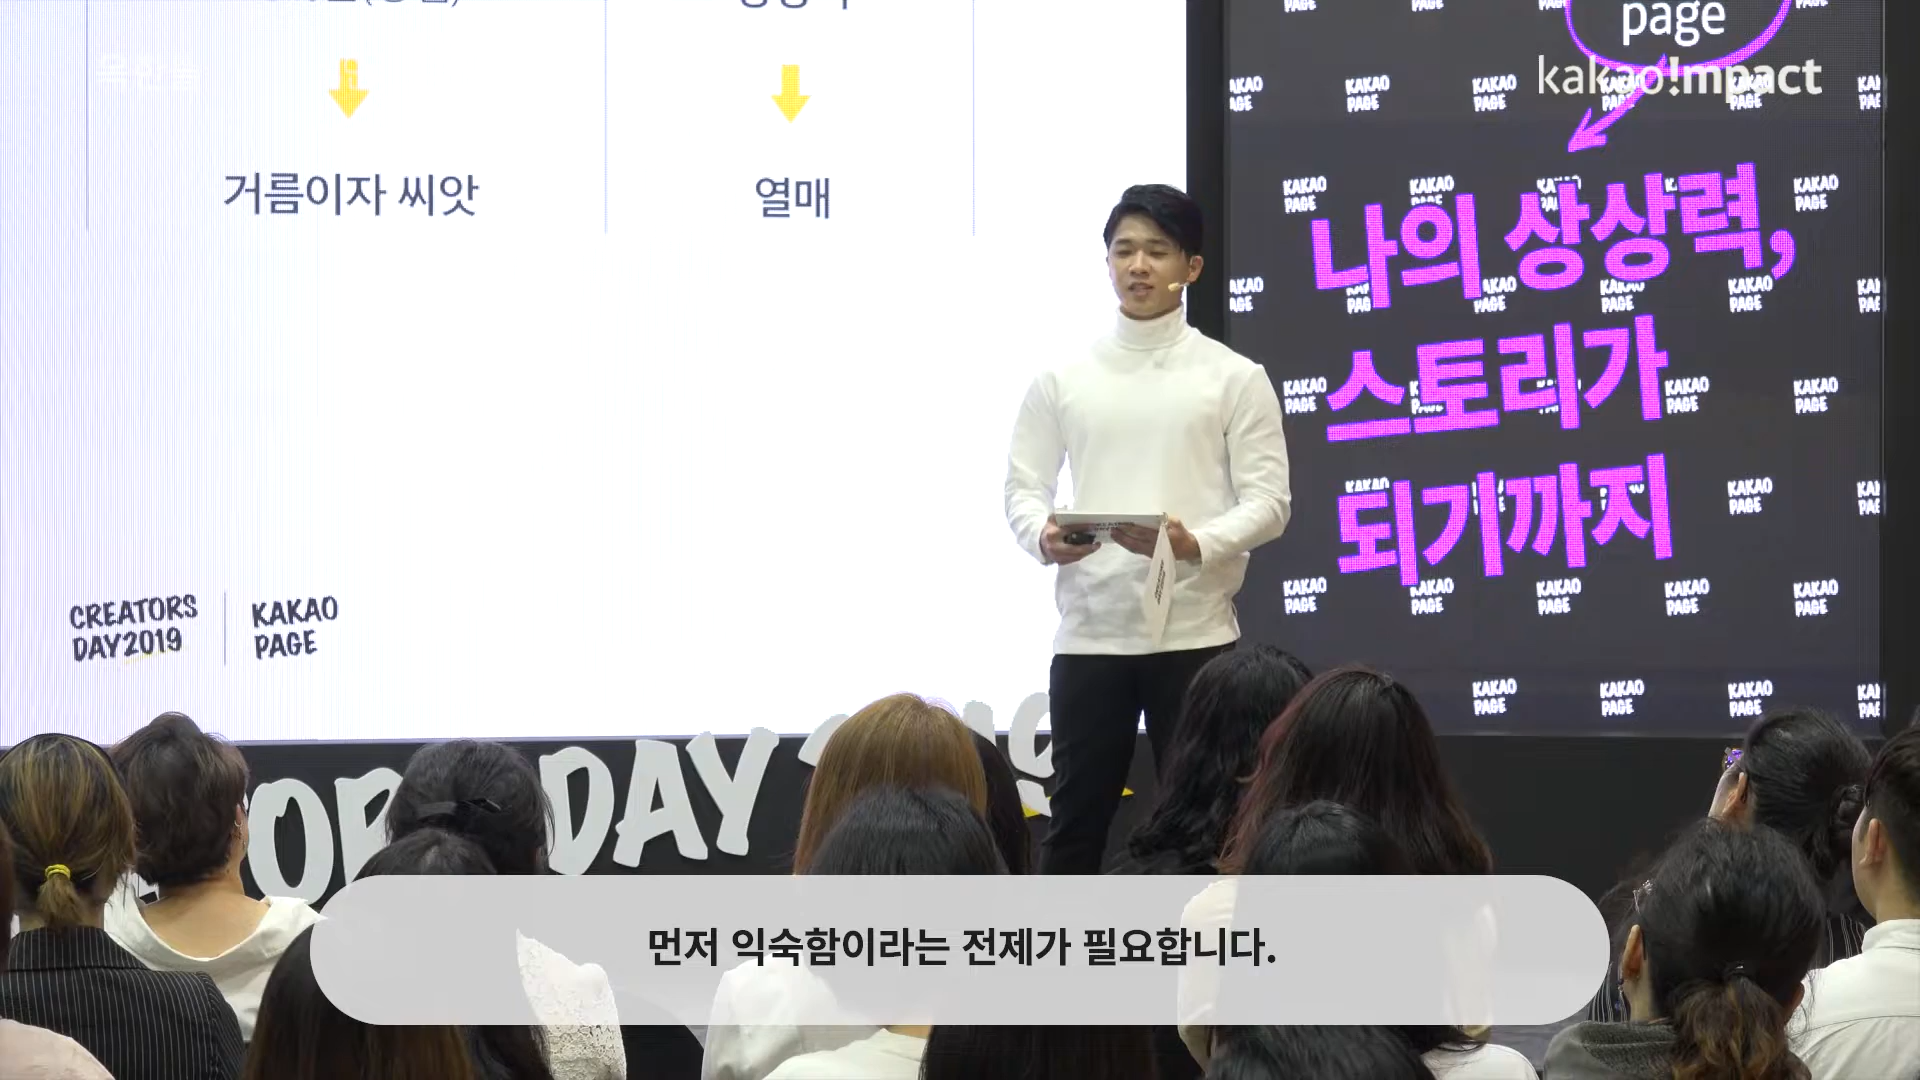 거름이자 씨앗
열매
CREATORS
DAY2019
KAKAO
PAGE
page
kakao!mpact
나의 상상력,
스토리가
되기까지
KAKAO
PAGE
DAY
먼저 익숙함이라는 전제가 필요합니다.